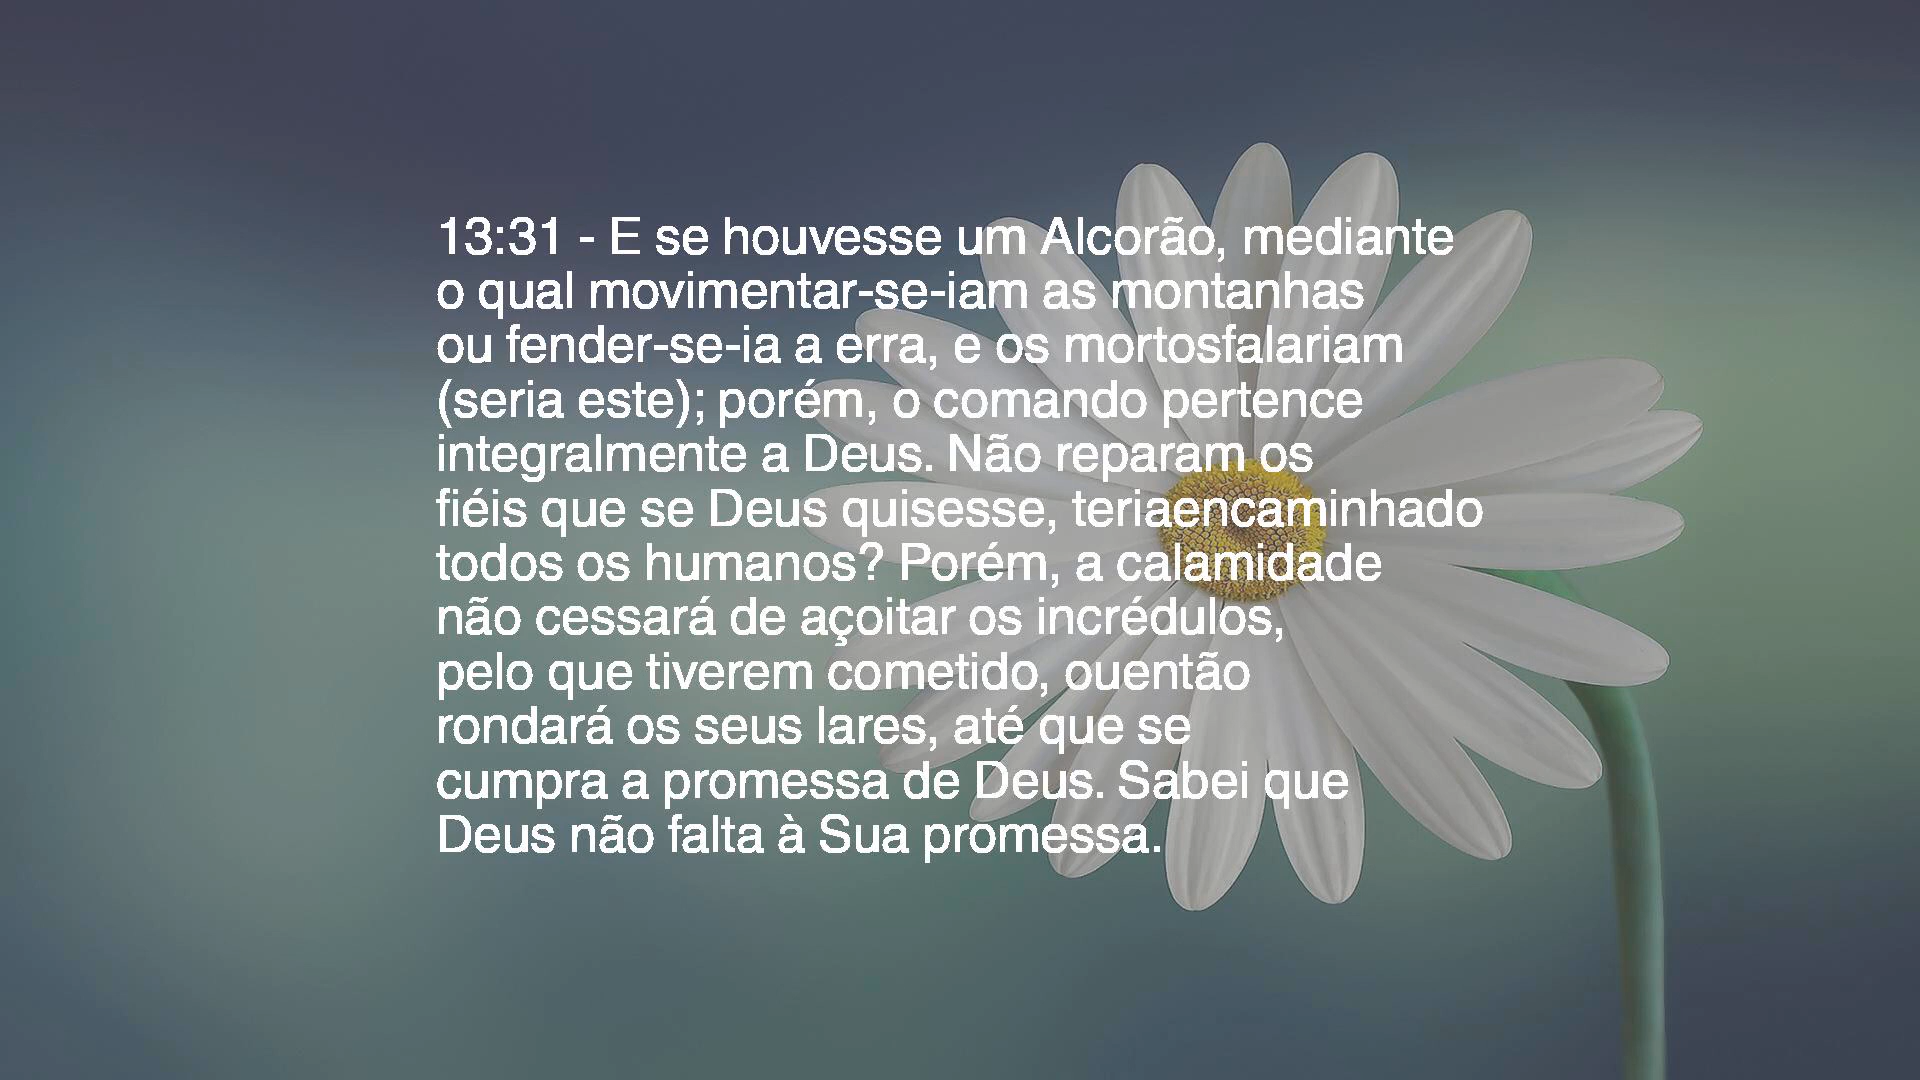 13:31 - E se houvesse um Alcorão, mediante
o qual movimentar-se-iam as montanhas
ou fender-se-ia a erra, e os mortosfalariam
(seria este); porém, o comando pertence
integralmente a Deus. Não reparam os
fiéis que se Deus quisesse, teriaencaminhado
todos os humanos? Porém, a calamidade
não cessará de açoitar os incrédulos,
pelo que tiverem cometido, ouentão
rondará os seus lares, até que se
cumpra a promessa de Deus. Sabei que
Deus não falta à Sua promessa.